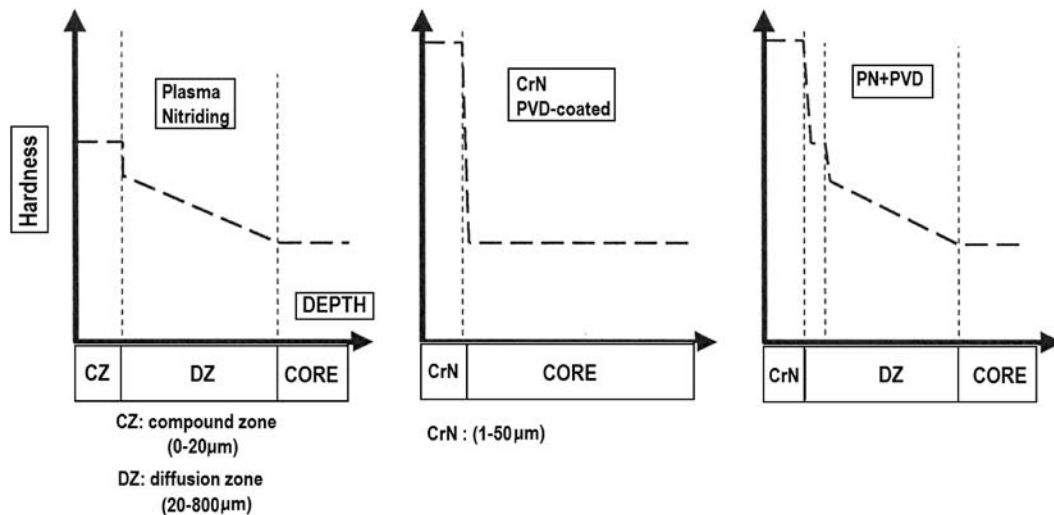 Hardness
Plasma
Nitriding
DEPTH
CZ
DZ
CORE
CZ: compound zone
(0-20µm)
DZ: diffusion zone
(20-800µm)
CrN
PVD-coated
CrN
CORE
CrN : (1-50µm)
PN+PVD
CrN
DZ
CORE